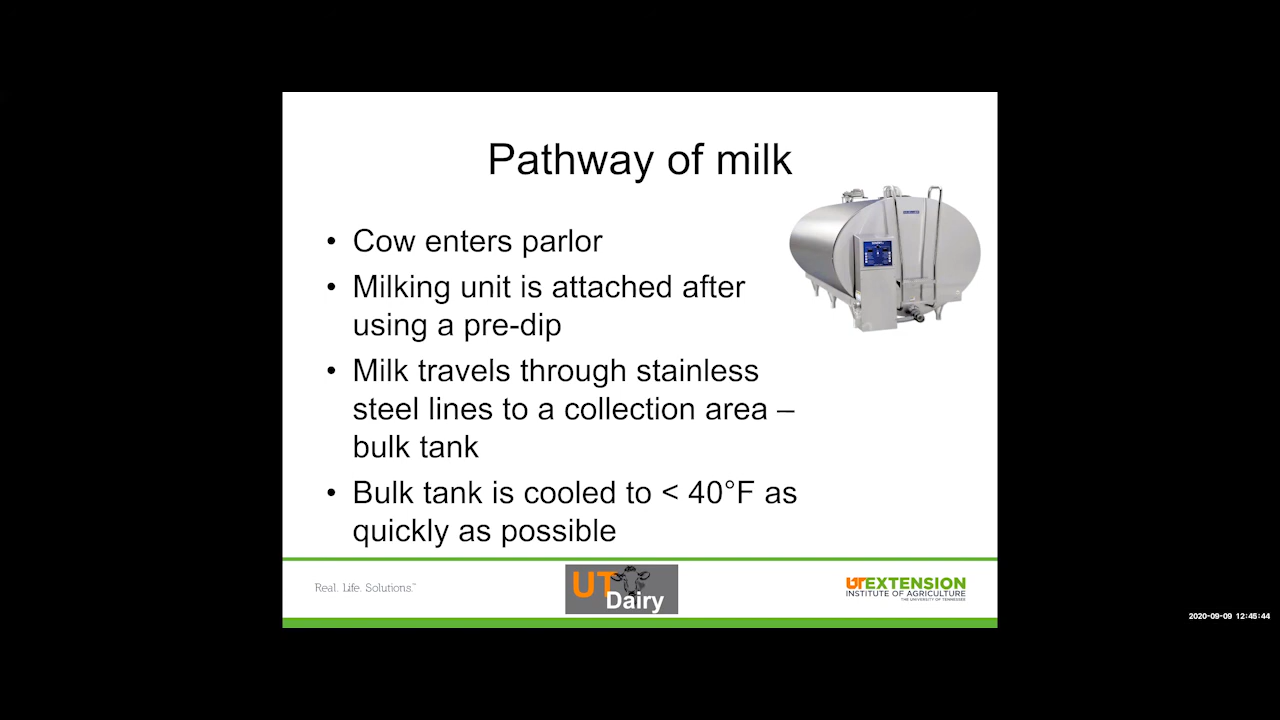 Pathway of milk
• Cow enters parlor
• Milking unit is attached after
using a pre-dip
• Milk travels through stainless
steel lines to a collection area –
bulk tank
• Bulk tank is cooled to < 40°F as
quickly as possible
Real. Life. Solutions.™
UT
Dairy
UT EXTENSION
INSTITUTE OF AGRICULTURE
THE UNIVERSITY OF TENNESSEE
2020-09-09 12:45:44